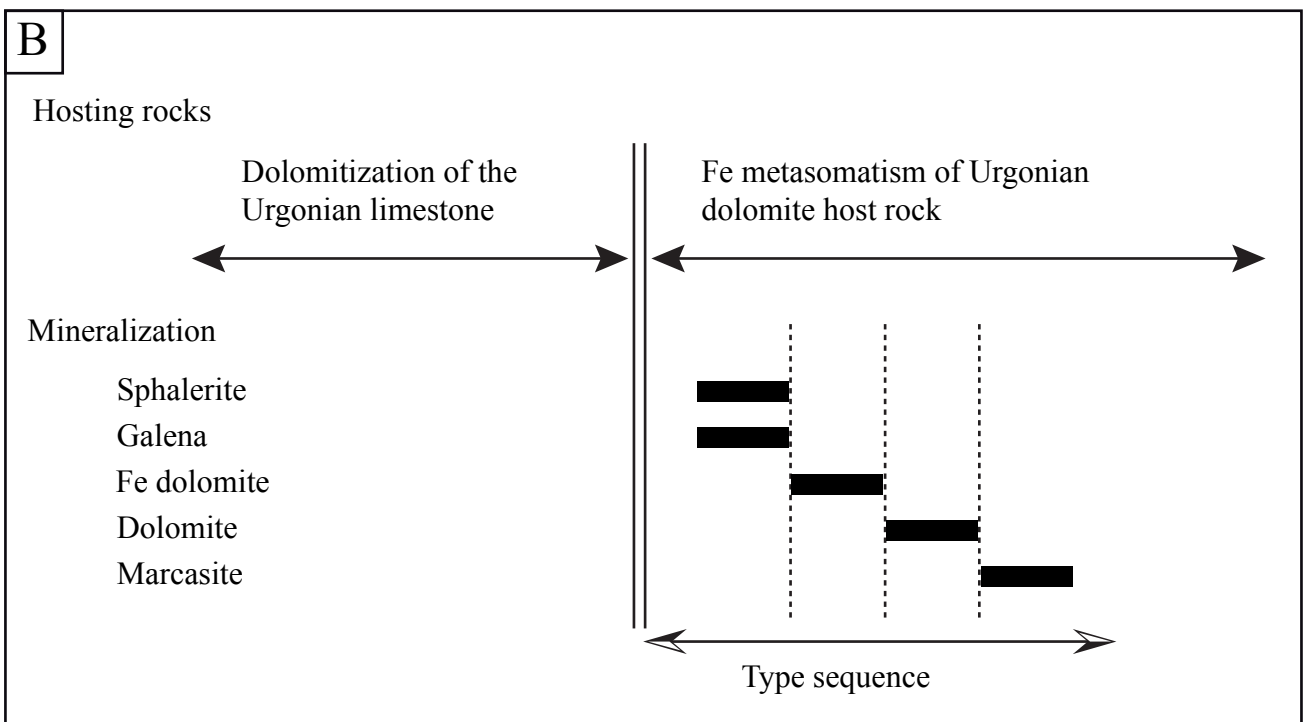 B
Hosting rocks
Dolomitization of the
Urgonian limestone
Fe metasomatism of Urgonian
dolomite host rock
Mineralization
Sphalerite
Galena
Fe dolomite
Dolomite
Marcasite
Type sequence